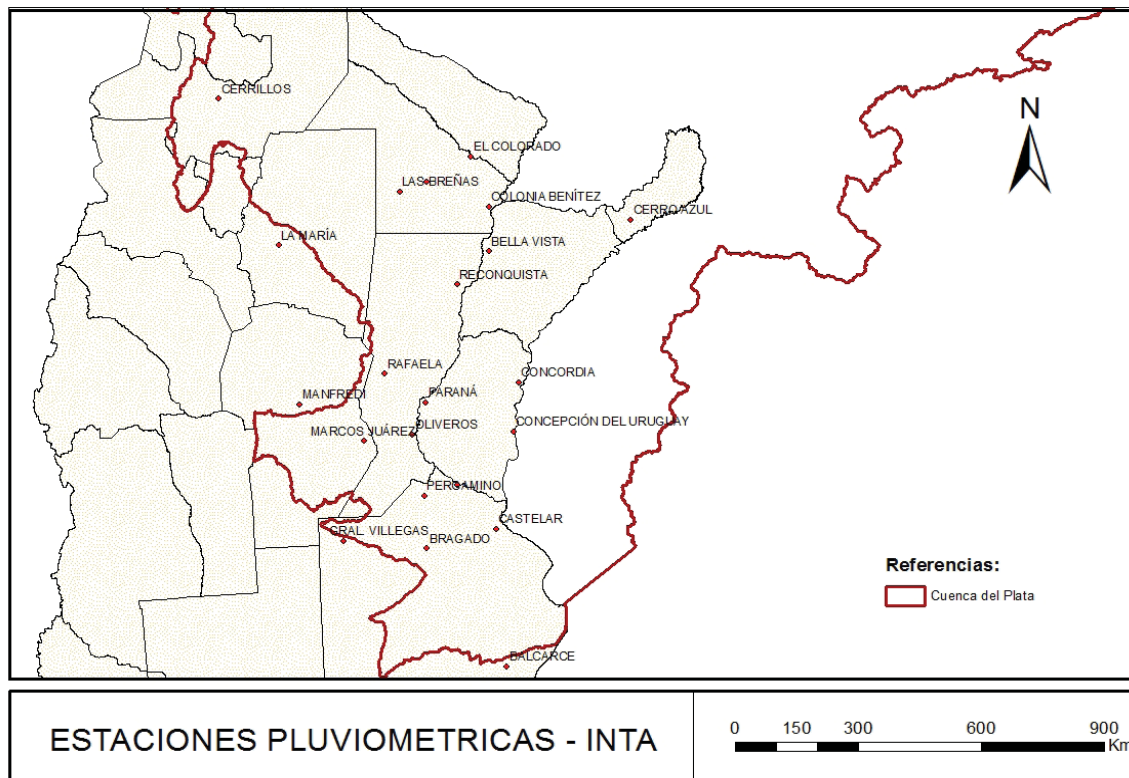 CERRILLOS
N
EL COLORADO
LAS BREÑAS
COLONIA BENÍTEZ
CERRO AZUL
LA MARÍA
BELLA VISTA
RECONQUISTA
RAFAELA
CONCORDIA
MANFREDI
PARANÁ
MARCOS JUÁREZ
OLIVEROS
CONCEPCIÓN DEL URUGUAY
PERGAMINO
CASTELAR
GRAL. VILLEGAS
BRAGADO
Referencias:
Cuenca del Plata
BALCARCE
ESTACIONES PLUVIOMETRICAS - INTA
0 150 300 600 900
Km